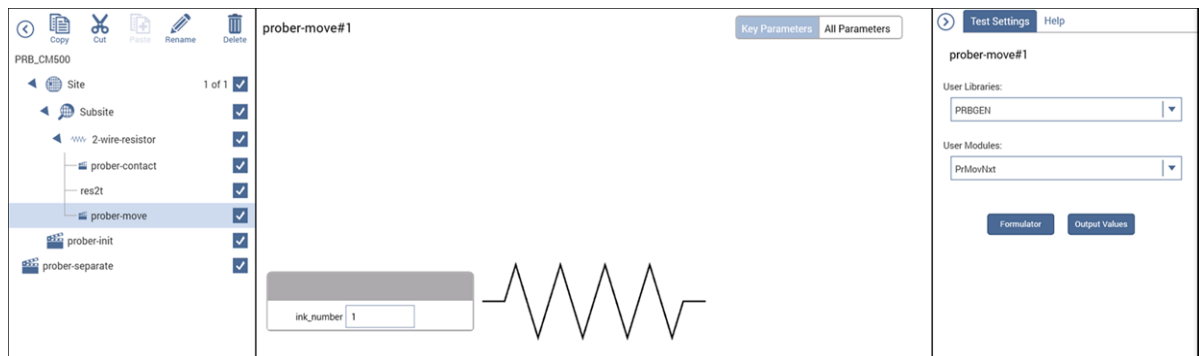 Copy Cut Paste Rename Delete
PRB_CM500
Site 1 of 1
Subsite
2-wire-resistor
prober-contact
res2t
prober-move
prober-init
prober-separate
prober-move#1
Key Parameters All Parameters
ink_number 1
Test Settings Help
prober-move#1
User Libraries:
PRBGEN
User Modules:
PrMovNxt
Formulator Output Values